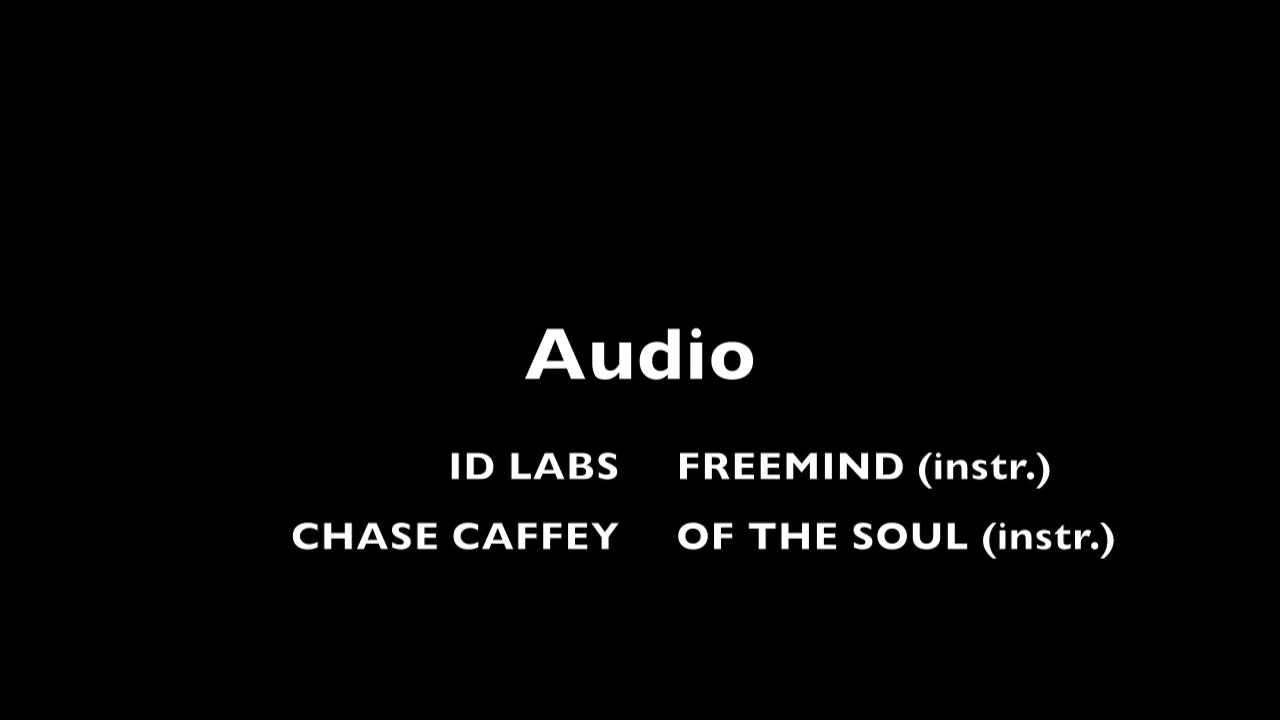 Audio
ID LABS FREEMIND (instr.)
CHASE CAFFEY OF THE SOUL (instr.)